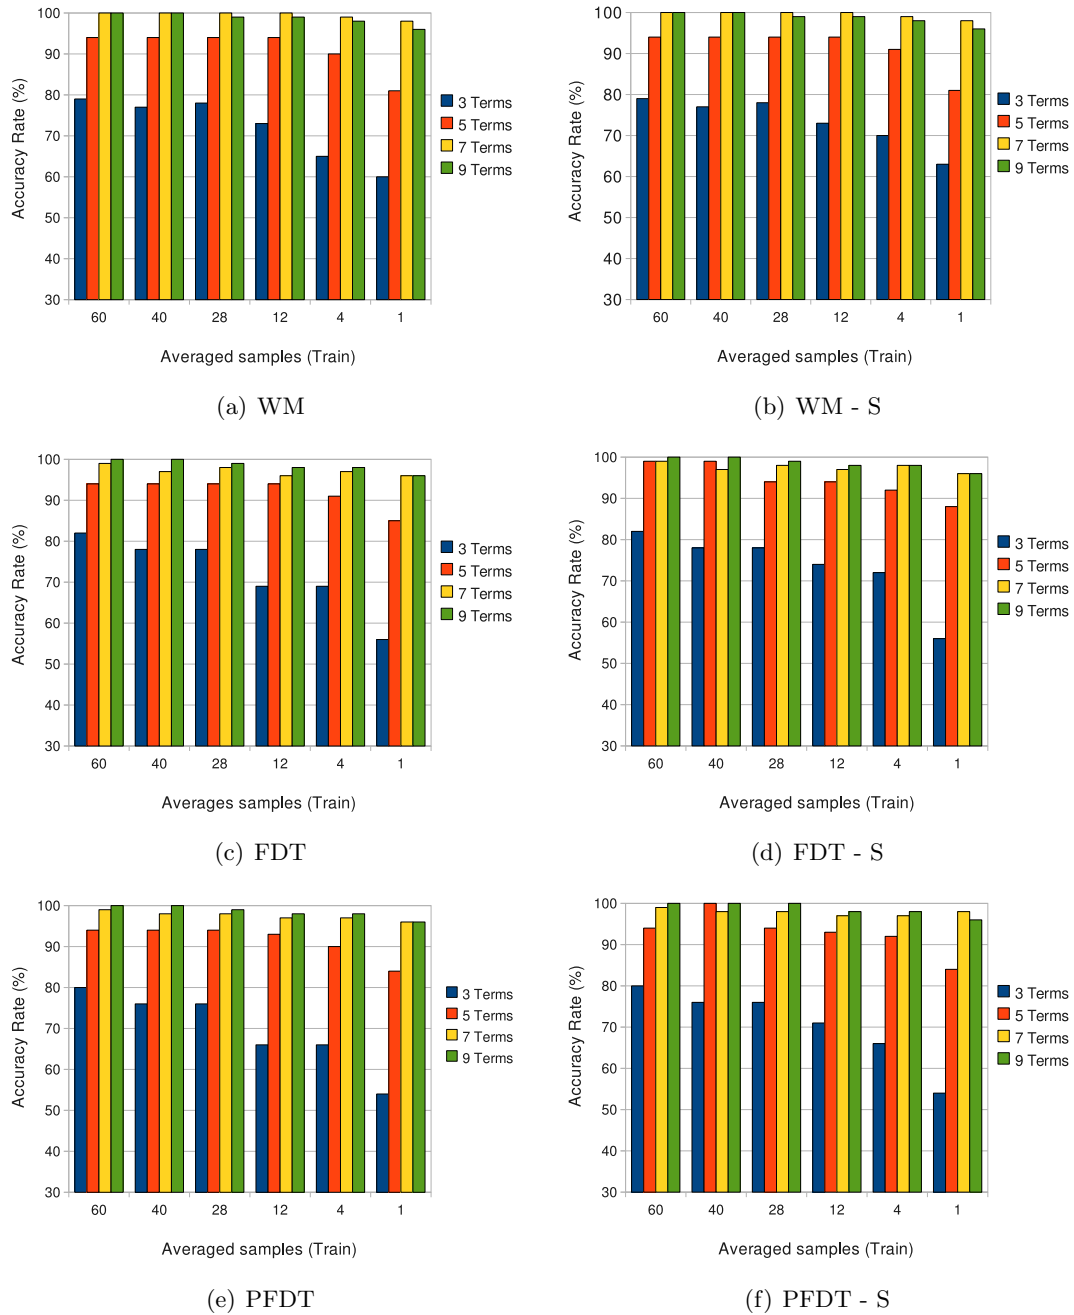 100
90
80
70
60
50
40
30
Accuracy Rate (%)
60 40 28 12 4 1
Averaged samples (Train)
3 Terms
5 Terms
7 Terms
9 Terms
(a) WM
100
90
80
70
60
50
40
30
Accuracy Rate (%)
60 40 28 12 4 1
Averaged samples (Train)
3 Terms
5 Terms
7 Terms
9 Terms
(b) WM - S
100
90
80
70
60
50
40
30
Accuracy Rate (%)
60 40 28 12 4 1
Averages samples (Train)
3 Terms
5 Terms
7 Terms
9 Terms
(c) FDT
100
90
80
70
60
50
40
30
Accuracy Rate (%)
60 40 28 12 4 1
Averaged samples (Train)
3 Terms
5 Terms
7 Terms
9 Terms
(d) FDT - S
100
90
80
70
60
50
40
30
Accuracy Rate (%)
60 40 28 12 4 1
Averaged samples (Train)
3 Terms
5 Terms
7 Terms
9 Terms
(e) PFDT
100
90
80
70
60
50
40
30
Accuracy Rate (%)
60 40 28 12 4 1
Averaged samples (Train)
3 Terms
5 Terms
7 Terms
9 Terms
(f) PFDT - S